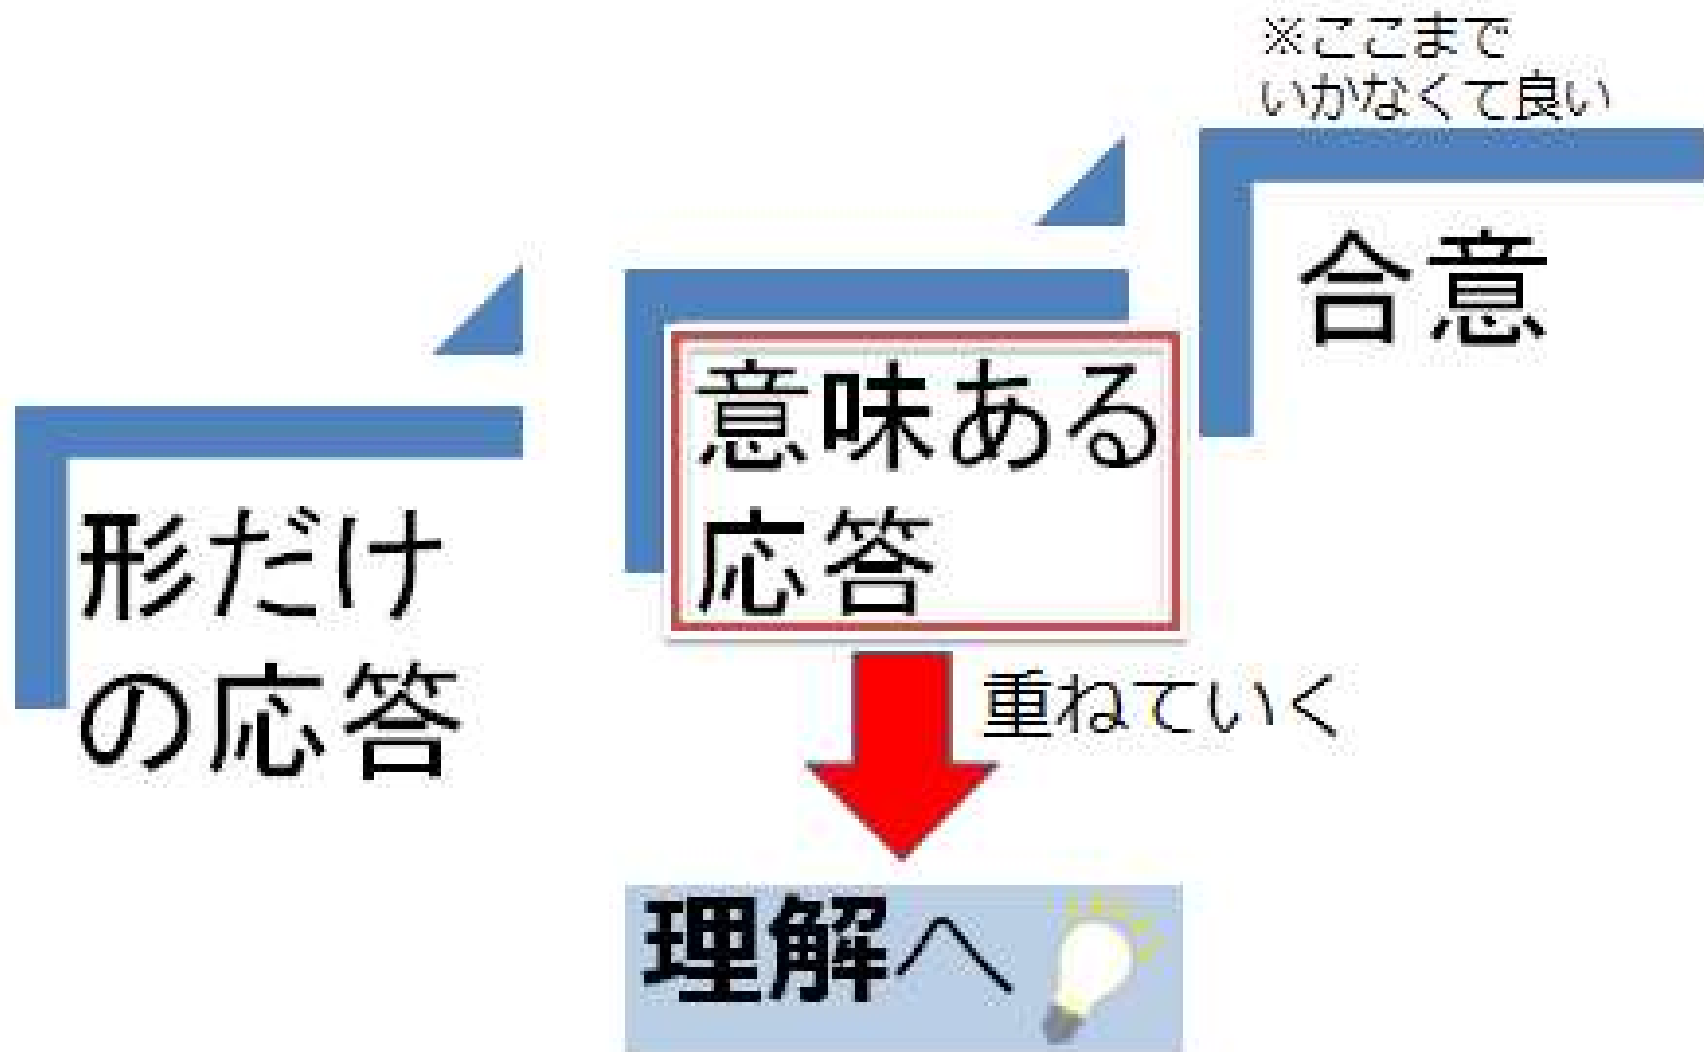 ※ここまで
いかなくて良い
合意
意味ある
応答
形だけ
の応答
重ねていく
理解へ